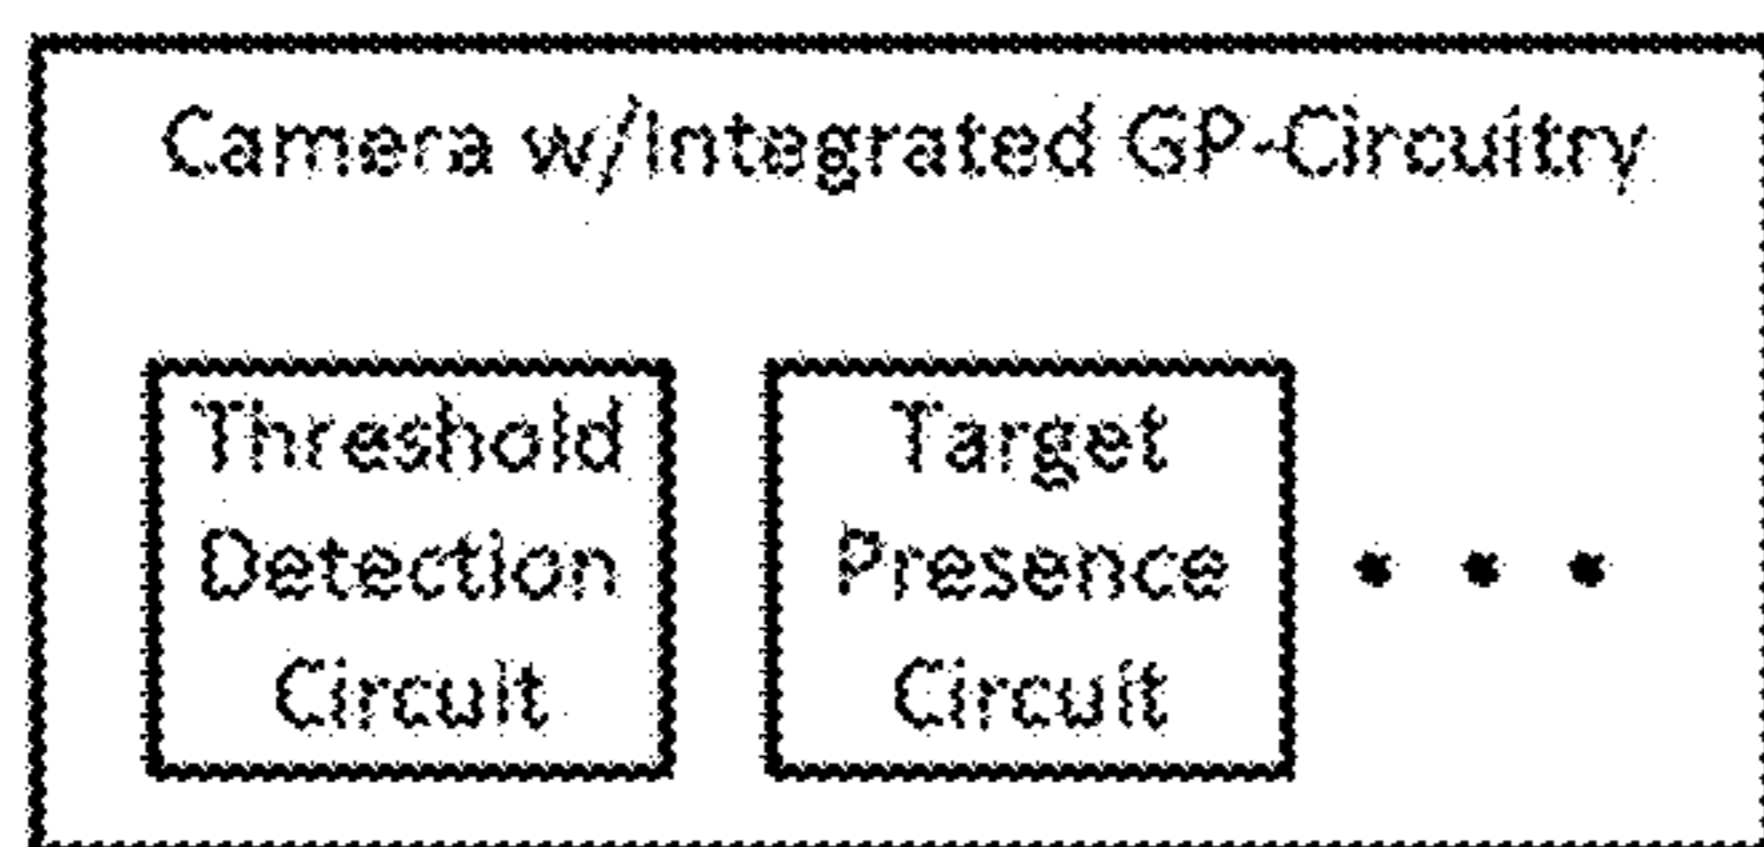 Camera w/Integrated GP-Circuitry
Threshold
Detection
Circuit
Target
Presence
Circuit